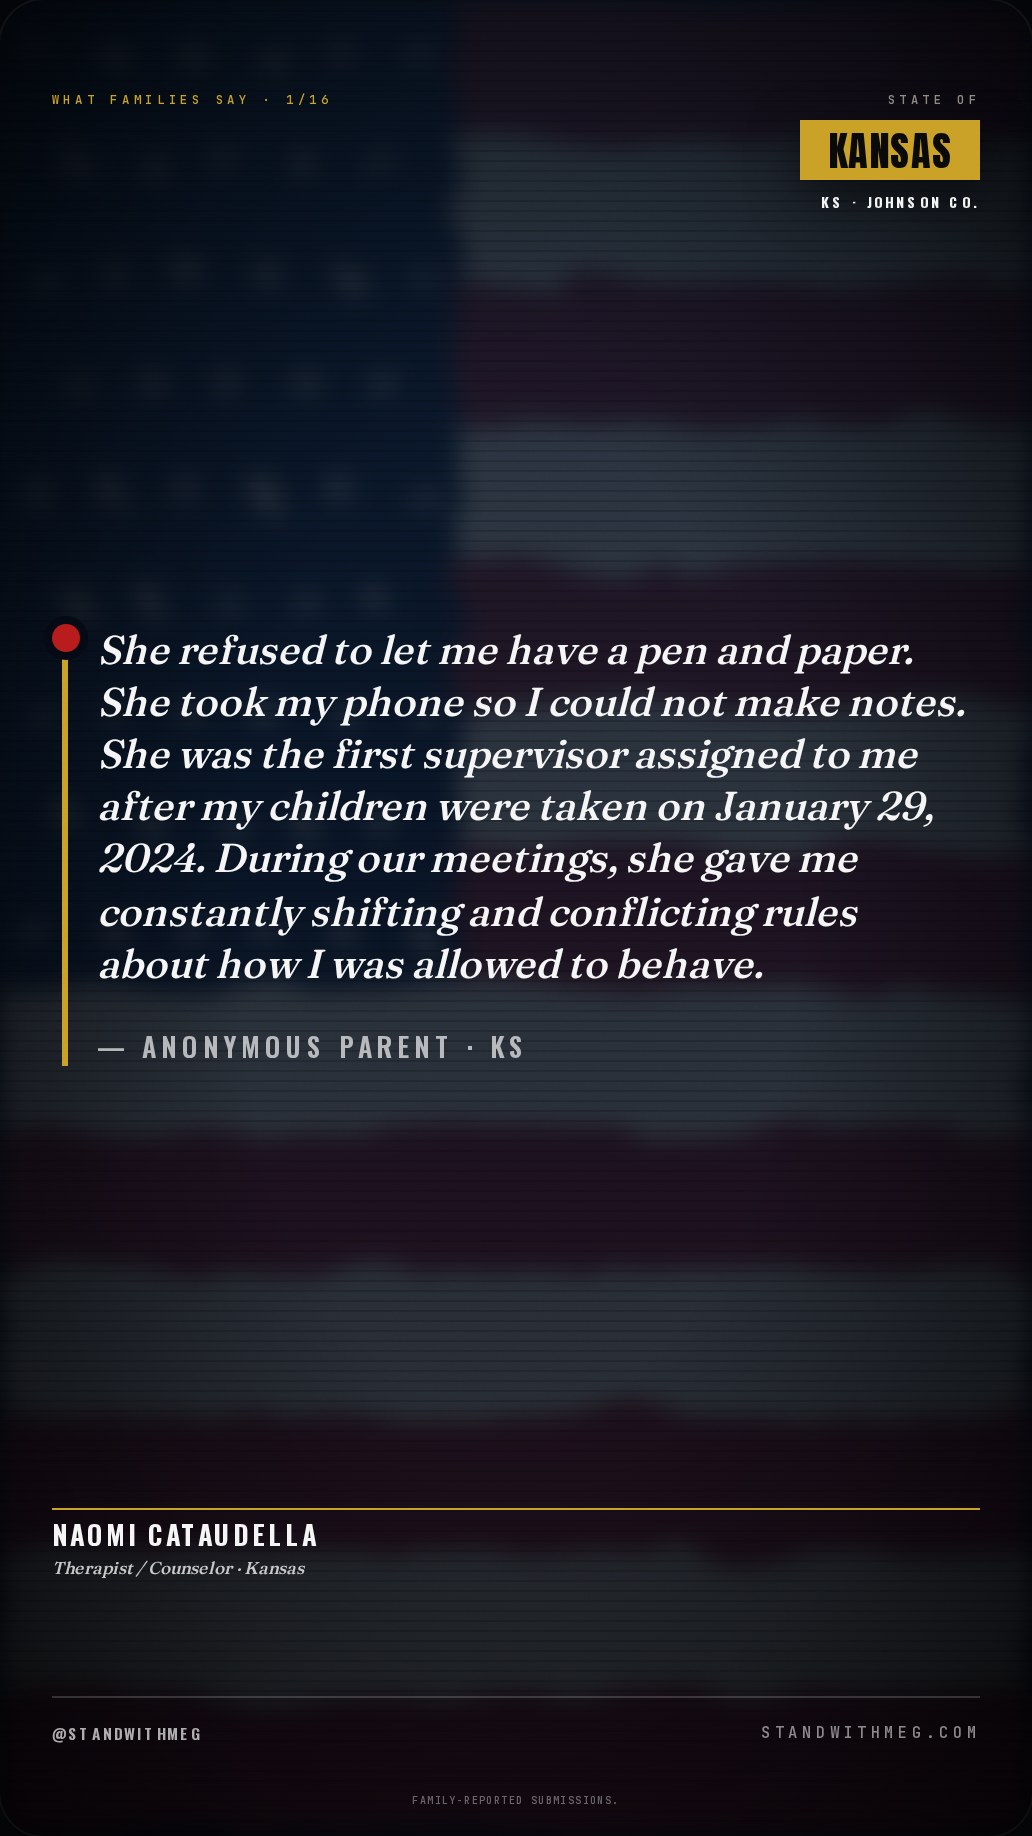 WHAT FAMILIES SAY · 1/16
STATE OF
KANSAS
KS · JOHNSON CO.
She refused to let me have a pen and paper.
She took my phone so I could not make notes.
She was the first supervisor assigned to me
after my children were taken on January 29,
2024. During our meetings, she gave me
constantly shifting and conflicting rules
about how I was allowed to behave.
— ANONYMOUS PARENT · KS
NAOMI CATAUDELLA
Therapist / Counselor · Kansas
@STANDWITHMEG
STANDWITHMEG.COM
FAMILY-REPORTED SUBMISSIONS.